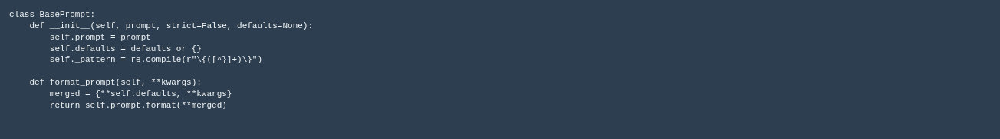 class BasePrompt:
    def __init__(self, prompt, strict=False, defaults=None):
        self.prompt = prompt
        self.defaults = defaults or {}
        self._pattern = re.compile(r"\{([^}]+)\}")

    def format_prompt(self, **kwargs):
        merged = {**self.defaults, **kwargs}
        return self.prompt.format(**merged)